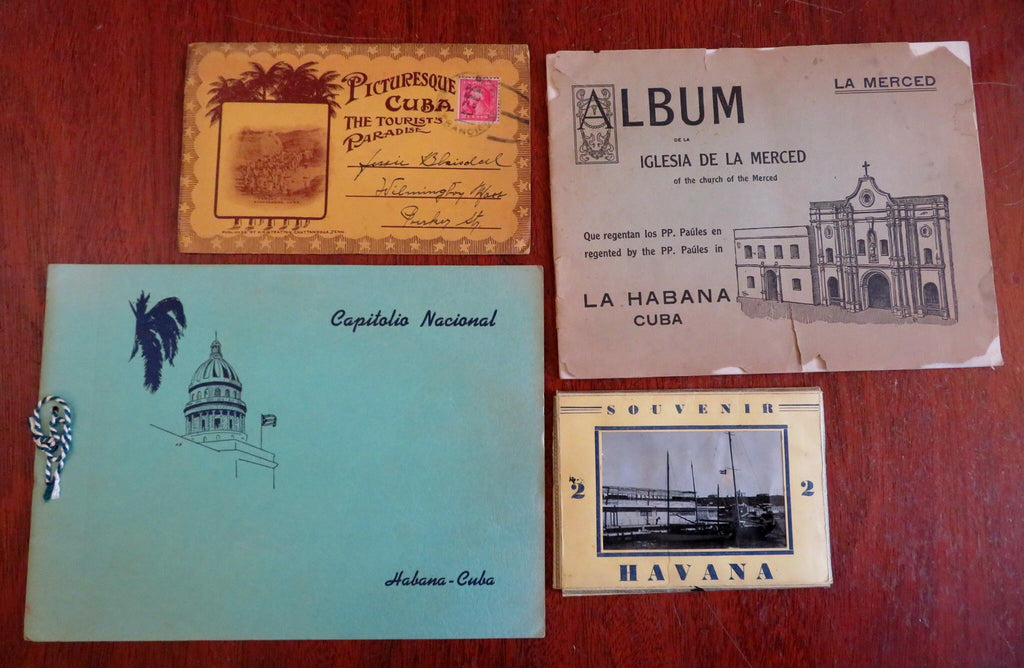 PICTURESQUE
CUBA
THE TOURISTS
PARADISE
Jessie Blaisdell
Wilmington Mass
Parker St.
LA MERCED
ALBUM
DE LA
IGLESIA DE LA MERCED
of the church of the Merced
Que regentan los PP. Paúles en
regented by the PP. Paúles in
LA HABANA
CUBA
Capitolio Nacional
Habana-Cuba
SOUVENIR
2 2
HAVANA